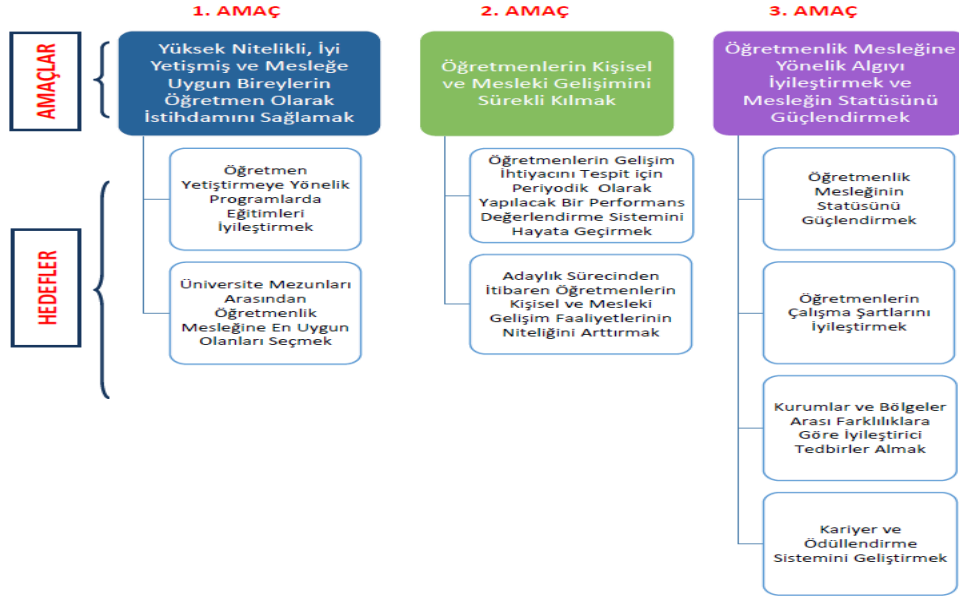 1. AMAÇ
2. AMAÇ
3. AMAÇ
AMAÇLAR
Yüksek Nitelikli, İyi
Yetişmiş ve Mesleğe
Uygun Bireylerin
Öğretmen Olarak
İstihdamını Sağlamak
Öğretmenlerin Kişisel
ve Mesleki Gelişimini
Sürekli Kılmak
Öğretmenlik Mesleğine
Yönelik Algıyı
İyileştirmek ve
Mesleğin Statüsünü
Güçlendirmek
HEDEFLER
Öğretmen
Yetiştirmeye Yönelik
Programlarda
Eğitimleri
İyileştirmek
Üniversite Mezunları
Arasından
Öğretmenlik
Mesleğine En Uygun
Olanları Seçmek
Öğretmenlerin Gelişim
İhtiyacını Tespit için
Periyodik Olarak
Yapılacak Bir Performans
Değerlendirme Sistemini
Hayata Geçirmek
Adaylık Sürecinden
İtibaren Öğretmenlerin
Kişisel ve Mesleki
Gelişim Faaliyetlerinin
Niteliğini Arttırmak
Öğretmenlik
Mesleğinin
Statüsünü
Güçlendirmek
Öğretmenlerin
Çalışma Şartlarını
İyileştirmek
Kurumlar ve Bölgeler
Arası Farklılıklara
Göre İyileştirici
Tedbirler Almak
Kariyer ve
Ödüllendirme
Sistemini Geliştirmek